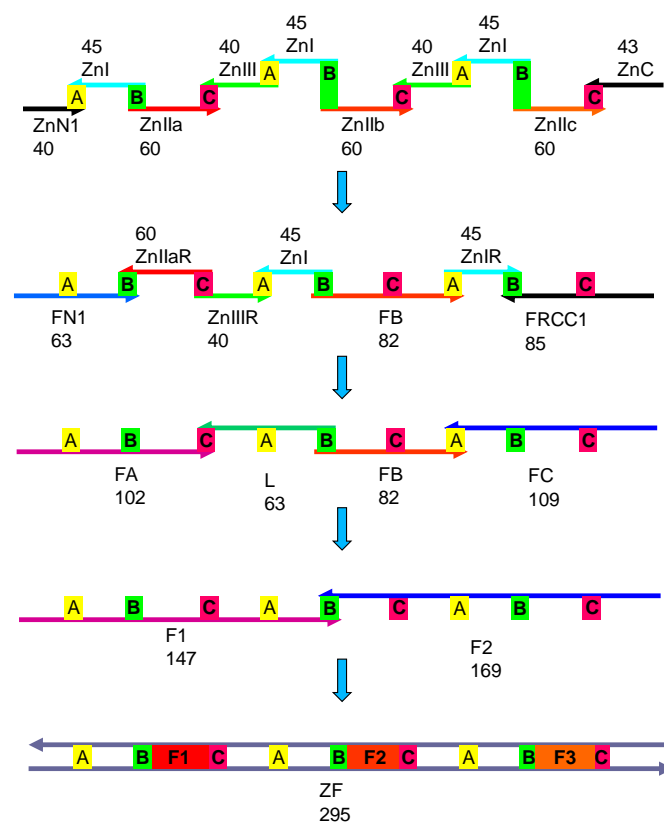 45 40 45 40 45 43
ZnI ZnIII ZnI ZnIII ZnI ZnC
A B C A B C A B C
ZnN1 ZnIIa ZnIIb ZnIIc
40 60 60 60
60 45 45
ZnIIaR ZnI ZnIR
A B C A B C A B C
FN1 ZnIIIR FB FRCC1
63 40 82 85
A B C A B C A B C
FA L FB FC
102 63 82 109
A B C A B C A B C
F1 F2
147 169
A B F1 C A B F2 C A B F3 C
ZF
295